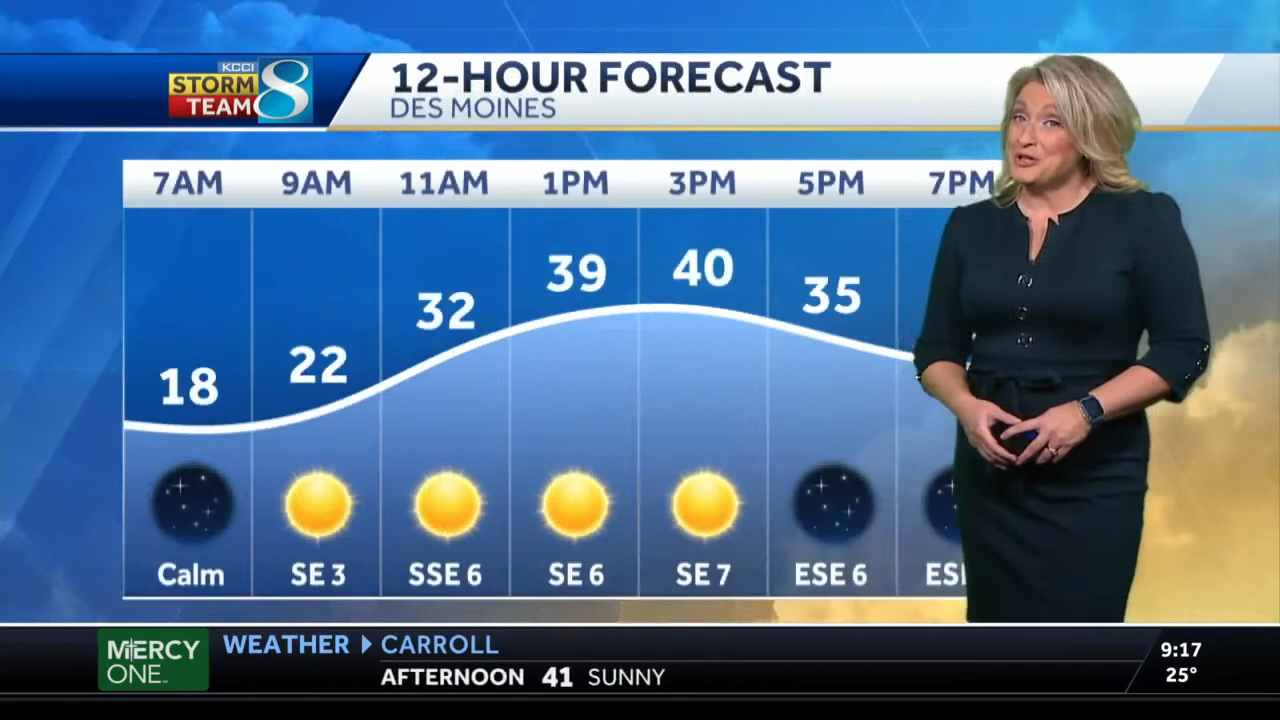 KCCI
STORM
TEAM 8
12-HOUR FORECAST
DES MOINES
7AM 9AM 11AM 1PM 3PM 5PM 7PM
18 22 32 39 40 35
Calm SE 3 SSE 6 SE 6 SE 7 ESE 6
MERCY
ONE
WEATHER CARROLL
AFTERNOON 41 SUNNY
9:17
25°